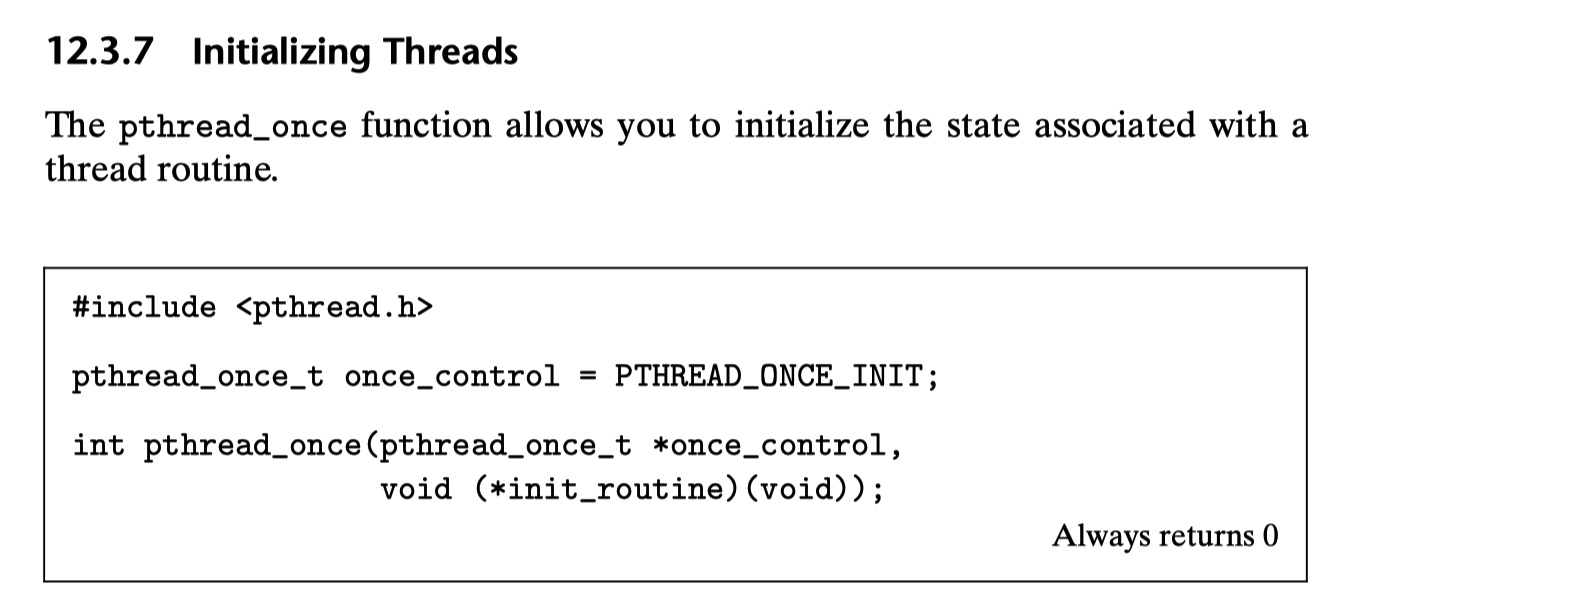 12.3.7 Initializing Threads
The pthread_once function allows you to initialize the state associated with a
thread routine.
#include <pthread.h>
pthread_once_t once_control = PTHREAD_ONCE_INIT;
int pthread_once(pthread_once_t *once_control,
void (*init_routine)(void));
Always returns 0